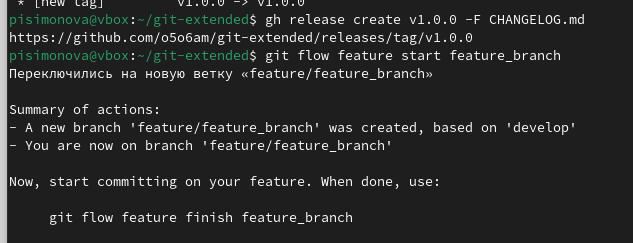 * [new tag]         v1.0.0 -> v1.0.0
pisimonova@vbox:~/git-extended$ gh release create v1.0.0 -F CHANGELOG.md
https://github.com/o5o6am/git-extended/releases/tag/v1.0.0
pisimonova@vbox:~/git-extended$ git flow feature start feature_branch
Переключились на новую ветку «feature/feature_branch»

Summary of actions:
- A new branch 'feature/feature_branch' was created, based on 'develop'
- You are now on branch 'feature/feature_branch'

Now, start committing on your feature. When done, use:

     git flow feature finish feature_branch